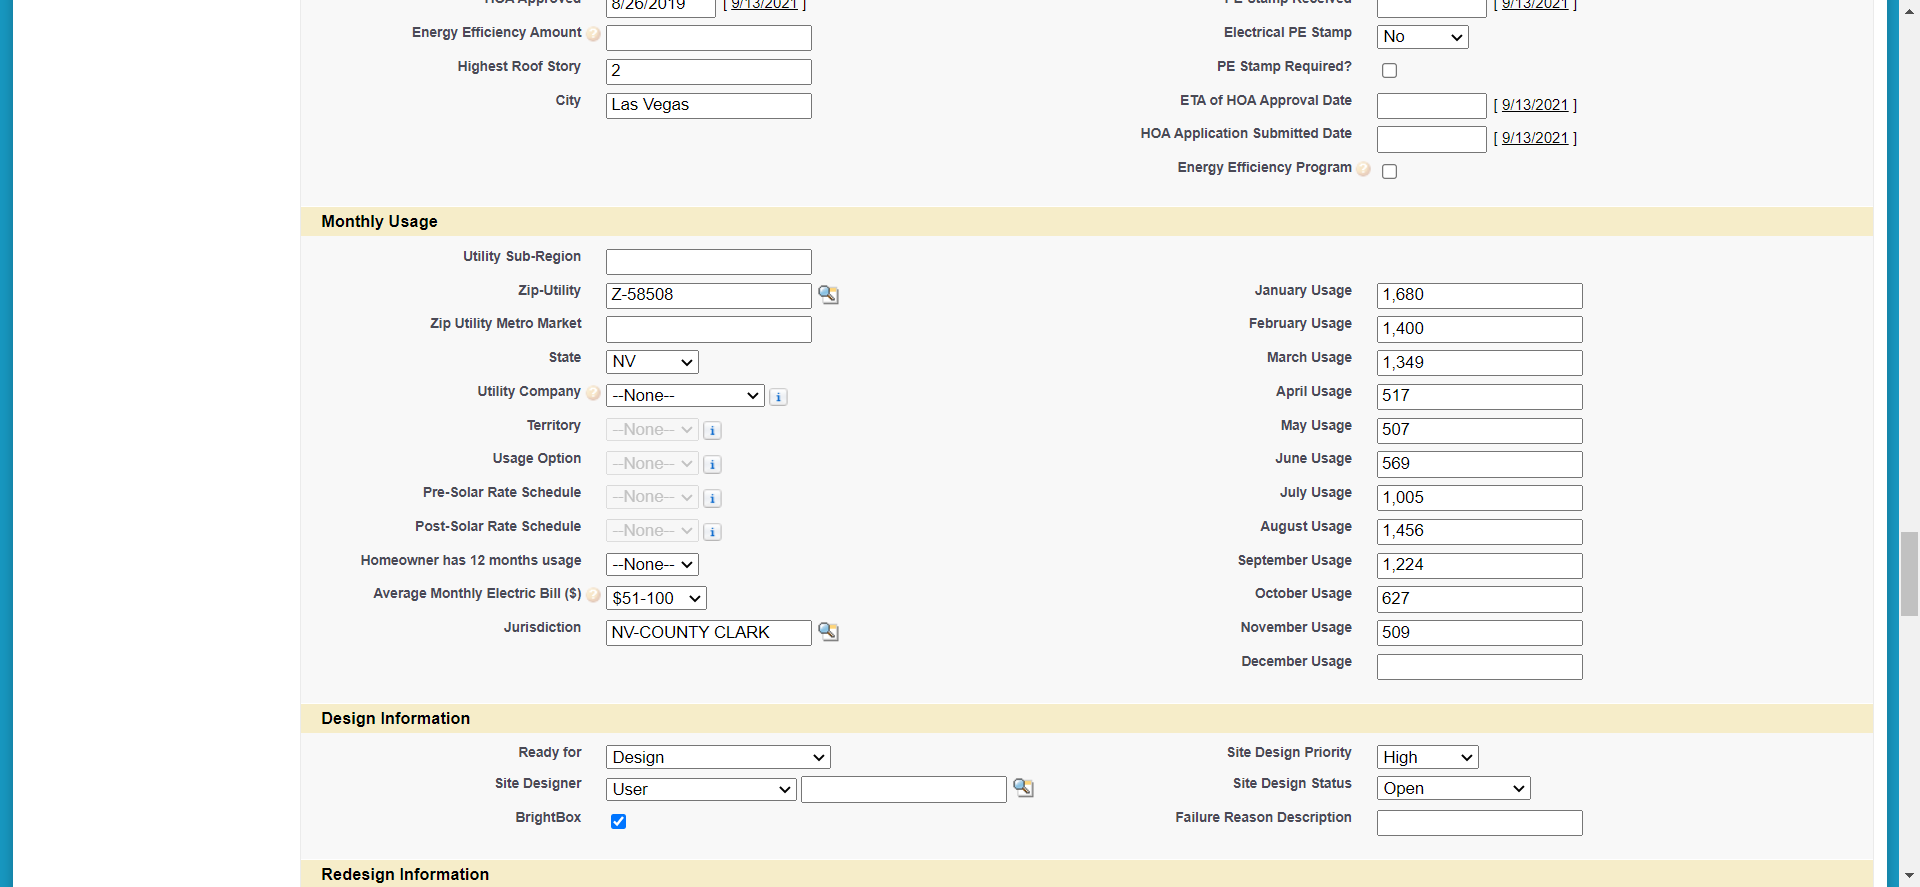 HOA Approved 8/26/2019 [ 9/13/2021 ]
PE Stamp Received [ 9/13/2021 ]
Energy Efficiency Amount ?
Electrical PE Stamp No
Highest Roof Story 2
PE Stamp Required?
City Las Vegas
ETA of HOA Approval Date [ 9/13/2021 ]
HOA Application Submitted Date [ 9/13/2021 ]
Energy Efficiency Program ?
Monthly Usage
Utility Sub-Region
Zip-Utility Z-58508
January Usage 1,680
Zip Utility Metro Market
February Usage 1,400
State NV
March Usage 1,349
Utility Company ? --None-- i
April Usage 517
Territory --None-- i
May Usage 507
Usage Option --None-- i
June Usage 569
Pre-Solar Rate Schedule --None-- i
July Usage 1,005
Post-Solar Rate Schedule --None-- i
August Usage 1,456
Homeowner has 12 months usage --None--
September Usage 1,224
Average Monthly Electric Bill ($) ? $51-100
October Usage 627
Jurisdiction NV-COUNTY CLARK
November Usage 509
December Usage
Design Information
Ready for Design
Site Design Priority High
Site Designer User
Site Design Status Open
BrightBox
Failure Reason Description
Redesign Information